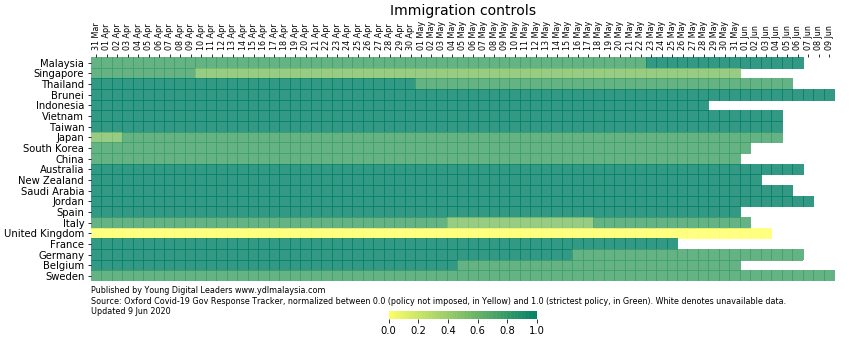 Immigration controls
31 Mar
01 Apr
02 Apr
03 Apr
04 Apr
05 Apr
06 Apr
07 Apr
08 Apr
09 Apr
10 Apr
11 Apr
12 Apr
13 Apr
14 Apr
15 Apr
16 Apr
17 Apr
18 Apr
19 Apr
20 Apr
21 Apr
22 Apr
23 Apr
24 Apr
25 Apr
26 Apr
27 Apr
28 Apr
29 Apr
30 Apr
01 May
02 May
03 May
04 May
05 May
06 May
07 May
08 May
09 May
10 May
11 May
12 May
13 May
14 May
15 May
16 May
17 May
18 May
19 May
20 May
21 May
22 May
23 May
24 May
25 May
26 May
27 May
28 May
29 May
30 May
31 May
01 Jun
02 Jun
03 Jun
04 Jun
05 Jun
06 Jun
07 Jun
08 Jun
09 Jun
Malaysia
Singapore
Thailand
Brunei
Indonesia
Vietnam
Taiwan
Japan
South Korea
China
Australia
New Zealand
Saudi Arabia
Jordan
Spain
Italy
United Kingdom
France
Germany
Belgium
Sweden
Published by Young Digital Leaders www.ydlmalaysia.com
Source: Oxford Covid-19 Gov Response Tracker, normalized between 0.0 (policy not imposed, in Yellow) and 1.0 (strictest policy, in Green). White denotes unavailable data.
Updated 9 Jun 2020
0.0 0.2 0.4 0.6 0.8 1.0